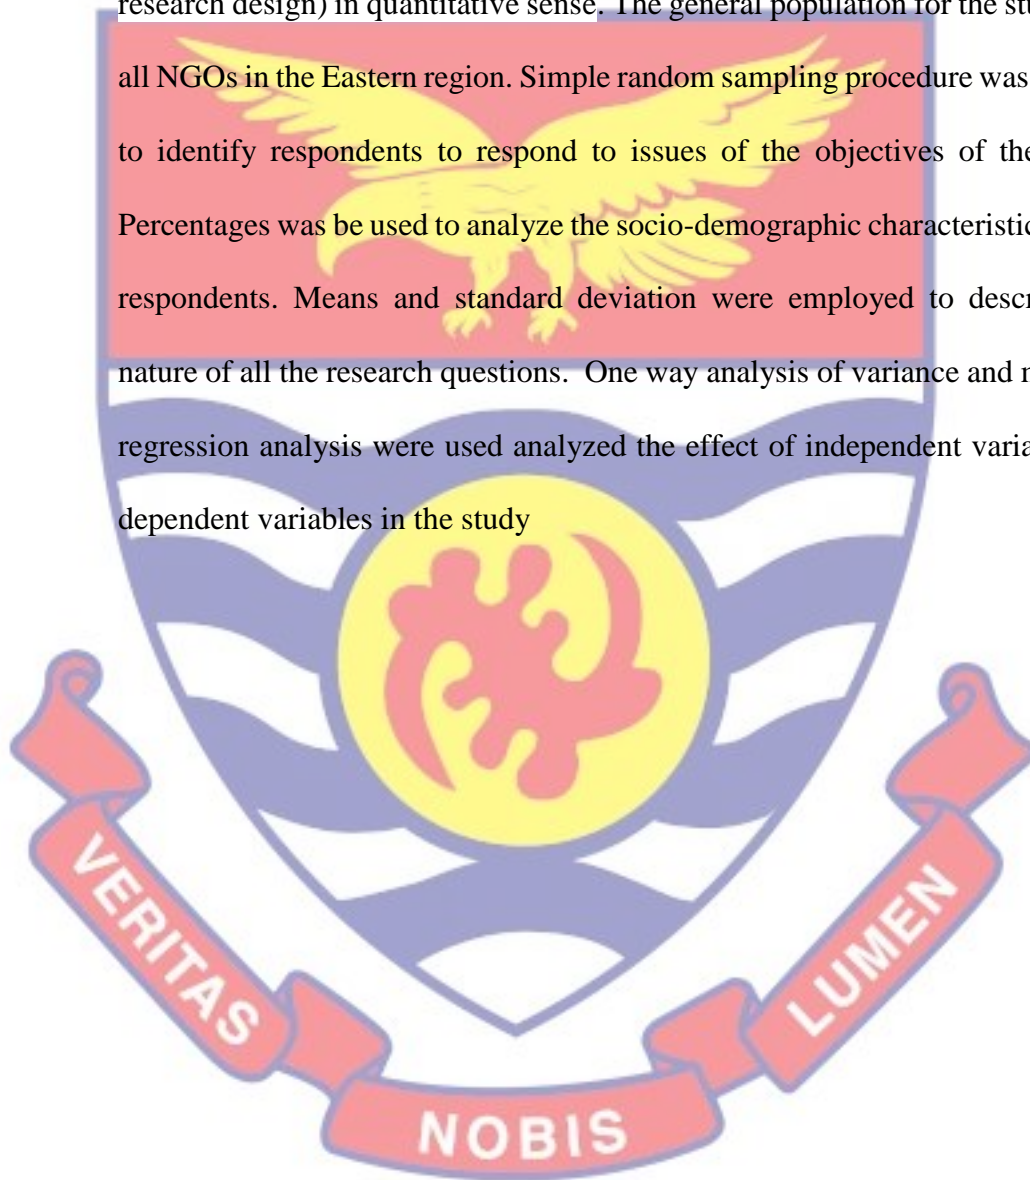 research design) in quantitative sense. The general population for the
all NGOs in the Eastern region. Simple random sampling procedure was
to identify respondents to respond to issues of the objectives of the
Percentages was be used to analyze the socio-demographic
respondents. Means and standard deviation were employed to
nature of all the research questions. One way analysis of variance and
regression analysis were used analyzed the effect of independent
dependent variables in the study
VERITAS
NOBIS
LUMEN